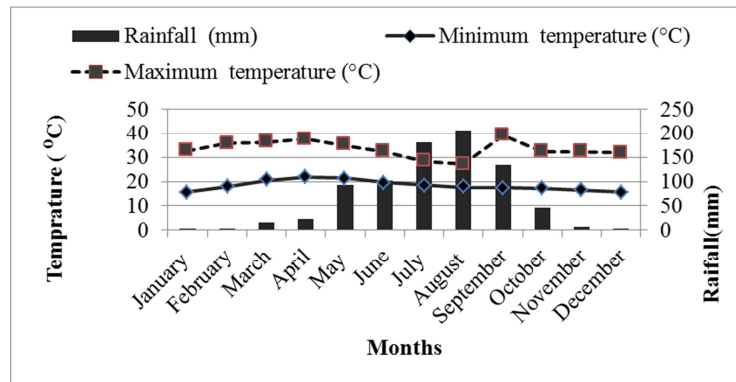 Rainfall (mm)
Minimum temperature (°C)
Maximum temperature (°C)
Temprature ( ⁰C)
50
40
30
20
10
0
250
200
150
100
50
0
Raifall(mm)
January
February
March
April
May
June
July
August
September
October
November
December
Months